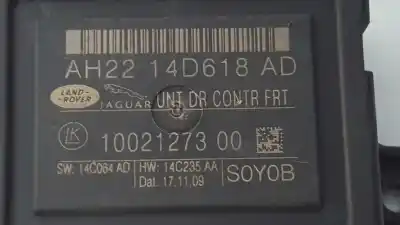 AH22 14D618 AD
LAND-ROVER JAGUAR UNT DR CONTR FRT
LK 10021273 00
SW: 14C064 AD HW: 14C235 AA S0Y0B
Dat. 17.11.09